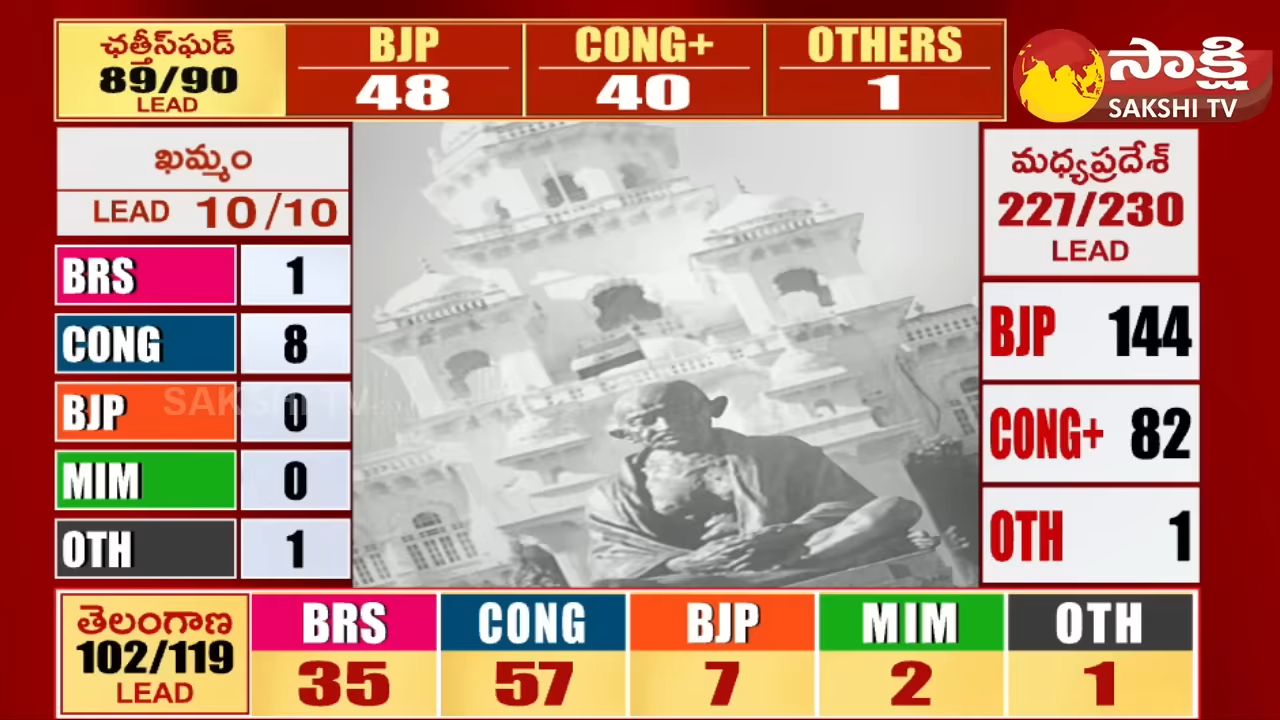 ఛత్తీస్‌ఘడ్
89/90
LEAD
BJP
48
CONG+
40
OTHERS
1
సాక్షి
SAKSHI TV
ఖమ్మం
LEAD 10/10
BRS 1
CONG 8
BJP 0
MIM 0
OTH 1
SAKSHI TV
మధ్యప్రదేశ్
227/230
LEAD
BJP 144
CONG+ 82
OTH 1
తెలంగాణ
102/119
LEAD
BRS
35
CONG
57
BJP
7
MIM
2
OTH
1